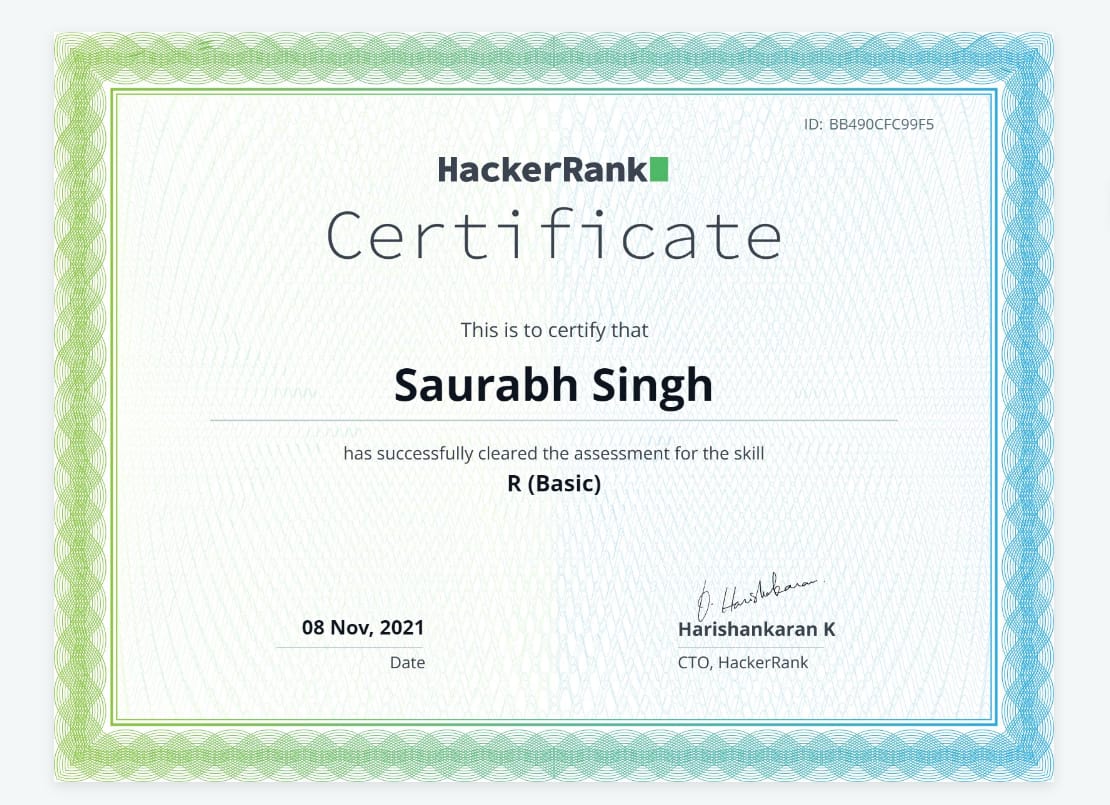 ID: BB490CFC99F5
HackerRank
Certificate
This is to certify that
Saurabh Singh
has successfully cleared the assessment for the skill
R (Basic)
08 Nov, 2021
Date
Harishankaran K
CTO, HackerRank